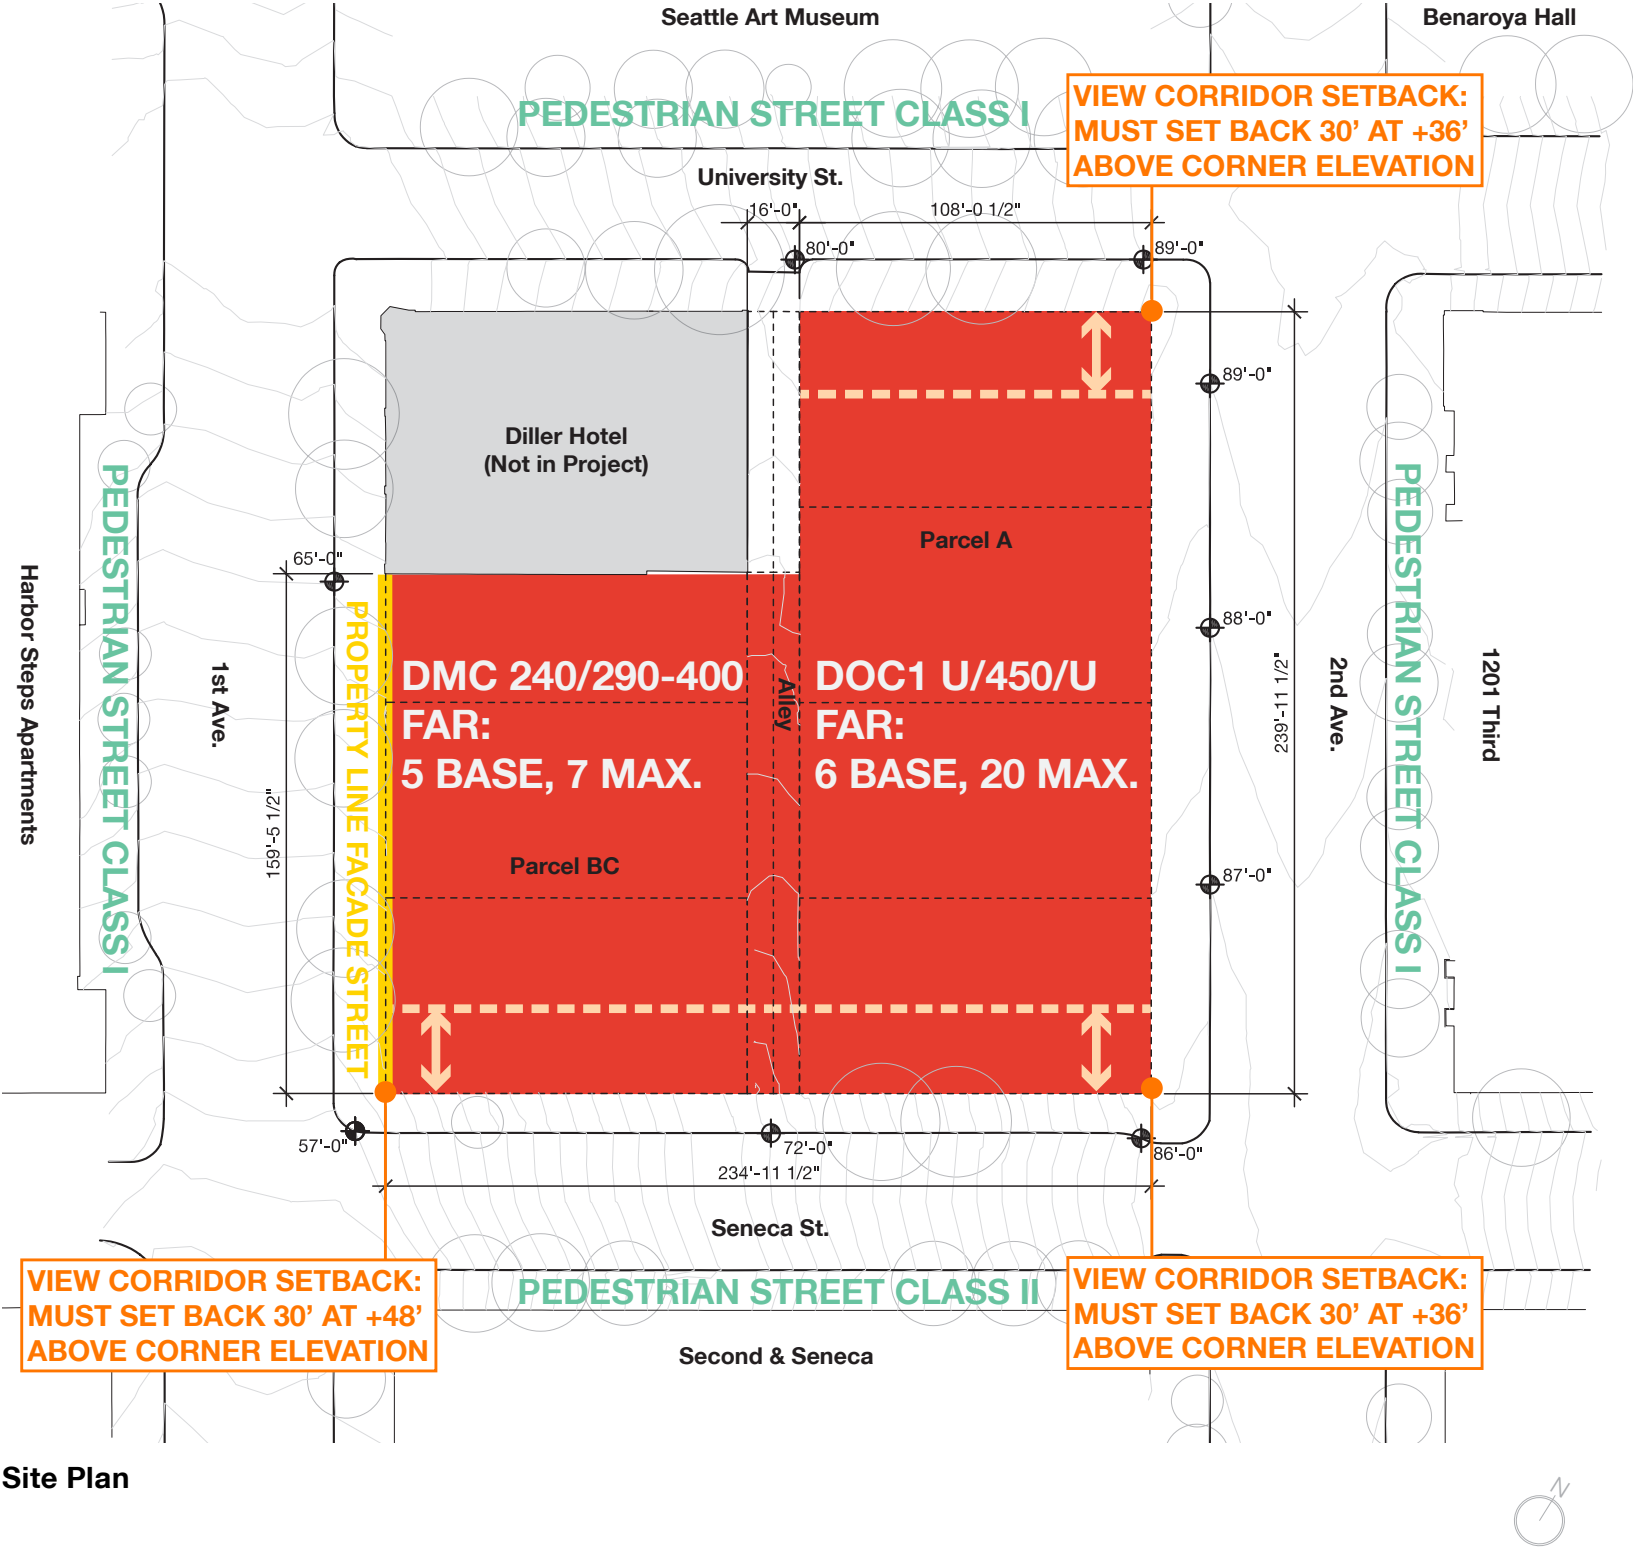 Seattle Art Museum
Benaroya Hall
PEDESTRIAN STREET CLASS I
VIEW CORRIDOR SETBACK:
MUST SET BACK 30’ AT +36’
ABOVE CORNER ELEVATION
University St.
16'-0"
108'-0 1/2"
80'-0"
89'-0"
89'-0"
Diller Hotel
(Not in Project)
Parcel A
65'-0"
88'-0"
Harbor Steps Apartments
PEDESTRIAN STREET CLASS I
1st Ave.
159'-5 1/2"
PROPERTY LINE FACADE STREET
DMC 240/290-400
FAR:
5 BASE, 7 MAX.
Alley
DOC1 U/450/U
FAR:
6 BASE, 20 MAX.
239'-11 1/2"
2nd Ave.
PEDESTRIAN STREET CLASS I
1201 Third
Parcel BC
87'-0"
57'-0"
72'-0"
86'-0"
234'-11 1/2"
Seneca St.
VIEW CORRIDOR SETBACK:
MUST SET BACK 30’ AT +48’
ABOVE CORNER ELEVATION
PEDESTRIAN STREET CLASS II
VIEW CORRIDOR SETBACK:
MUST SET BACK 30’ AT +36’
ABOVE CORNER ELEVATION
Second & Seneca
Site Plan
N